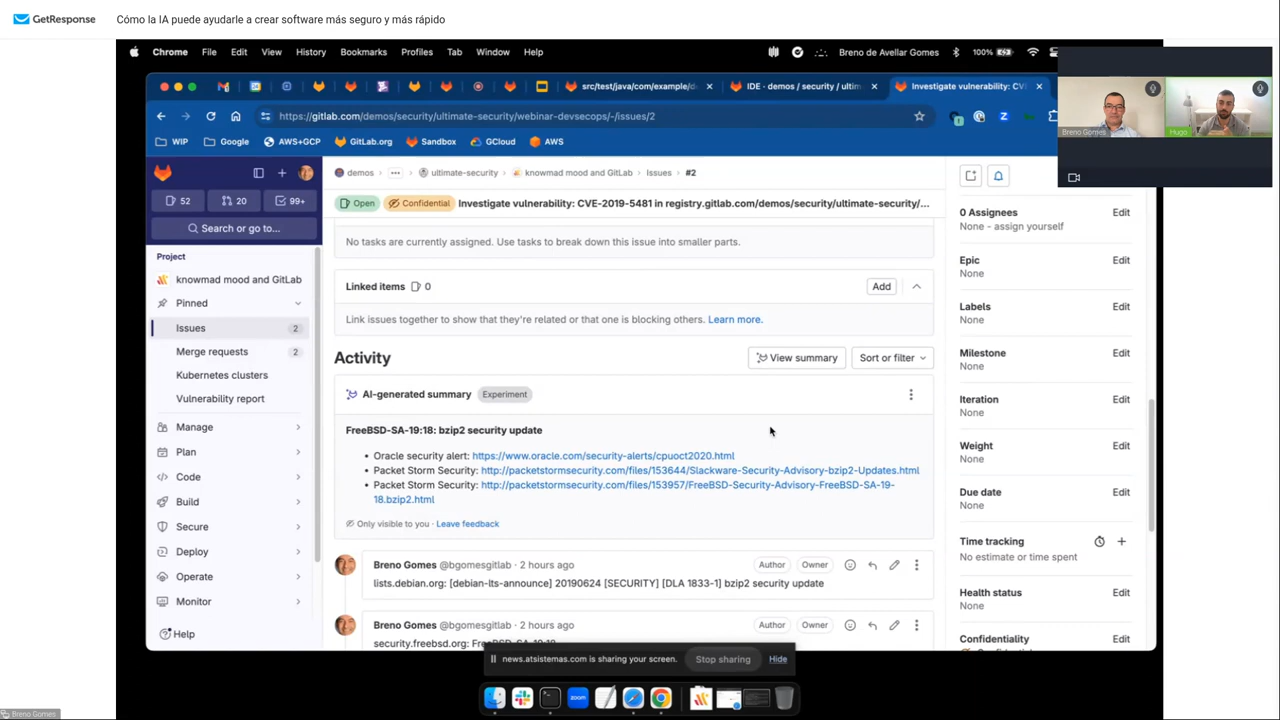 GetResponse Cómo la IA puede ayudarle a crear software más seguro y más rápido
Chrome File Edit View History Bookmarks Profiles Tab Window Help Breno de Avellar Gomes 100%
src/test/java/com/example/d IDE · demos / security / ultim Investigate vulnerability: CV
https://gitlab.com/demos/security/ultimate-security/webinar-devsecops/-/issues/2
WIP Google AWS+GCP GitLab.org Sandbox GCloud AWS
Breno Gomes Hugo
demos ... ultimate-security knowmad mood and GitLab Issues #2
52 20 99+
Open Confidential Investigate vulnerability: CVE-2019-5481 in registry.gitlab.com/demos/security/ultimate-security/...
Search or go to...
Project
knowmad mood and GitLab
Pinned
Issues 2
Merge requests 2
Kubernetes clusters
Vulnerability report
Manage
Plan
Code
Build
Secure
Deploy
Operate
Monitor
Help
No tasks are currently assigned. Use tasks to break down this issue into smaller parts.
Linked items 0 Add
Link issues together to show that they're related or that one is blocking others. Learn more.
Activity View summary Sort or filter
AI-generated summary Experiment
FreeBSD-SA-19:18: bzip2 security update
• Oracle security alert: https://www.oracle.com/security-alerts/cpuoct2020.html
• Packet Storm Security: http://packetstormsecurity.com/files/153644/Slackware-Security-Advisory-bzip2-Updates.html
• Packet Storm Security: http://packetstormsecurity.com/files/153957/FreeBSD-Security-Advisory-FreeBSD-SA-19-
18.bzip2.html
Only visible to you · Leave feedback
Breno Gomes @bgomesgitlab · 2 hours ago Author Owner
lists.debian.org: [debian-lts-announce] 20190624 [SECURITY] [DLA 1833-1] bzip2 security update
Breno Gomes @bgomesgitlab · 2 hours ago Author Owner
security.freebsd.org:
0 Assignees Edit
None - assign yourself
Epic Edit
None
Labels Edit
None
Milestone Edit
None
Iteration Edit
None
Weight Edit
None
Due date Edit
None
Time tracking
No estimate or time spent
Health status Edit
None
Confidentiality Edit
news.atsistemas.com is sharing your screen. Stop sharing Hide
zoom
Breno Gomes